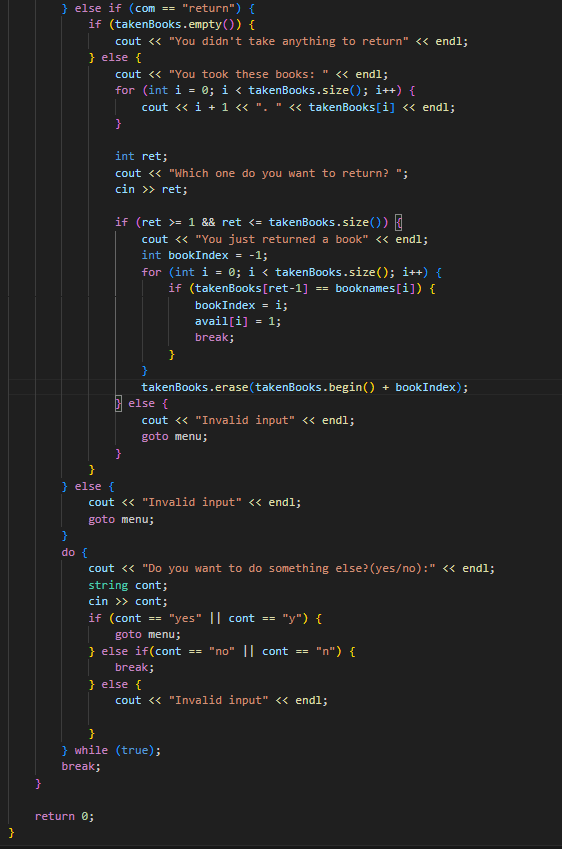 } else if (com == "return") {
if (takenBooks.empty()) {
cout << "You didn't take anything to return" << endl;
} else {
cout << "You took these books: " << endl;
for (int i = 0; i < takenBooks.size(); i++) {
cout << i + 1 << ". " << takenBooks[i] << endl;
}
int ret;
cout << "Which one do you want to return? ";
cin >> ret;
if (ret >= 1 && ret <= takenBooks.size()) {
cout << "You just returned a book" << endl;
int bookIndex = -1;
for (int i = 0; i < takenBooks.size(); i++) {
if (takenBooks[ret-1] == booknames[i]) {
bookIndex = i;
avail[i] = 1;
break;
}
}
takenBooks.erase(takenBooks.begin() + bookIndex);
} else {
cout << "Invalid input" << endl;
goto menu;
}
}
} else {
cout << "Invalid input" << endl;
goto menu;
}
do {
cout << "Do you want to do something else?(yes/no):" << endl;
string cont;
cin >> cont;
if (cont == "yes" || cont == "y") {
goto menu;
} else if(cont == "no" || cont == "n") {
break;
} else {
cout << "Invalid input" << endl;
}
} while (true);
break;
}
return 0;
}